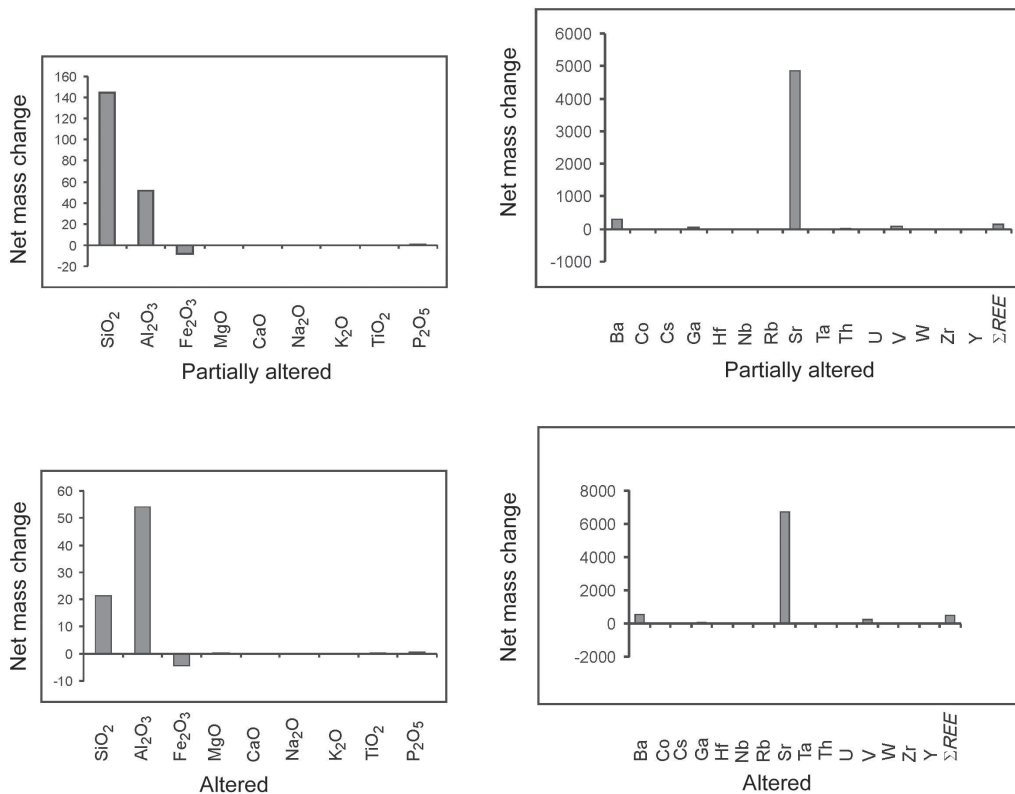 Net mass change
160
140
120
100
80
60
40
20
0
-20
SiO₂ Al₂O₃ Fe₂O₃ MgO CaO Na₂O K₂O TiO₂ P₂O₅
Partially altered
Net mass change
6000
5000
4000
3000
2000
1000
0
-1000
Ba Co Cs Ga Hf Nb Rb Sr Ta Th U V W Zr Y ΣREE
Partially altered
Net mass change
60
50
40
30
20
10
0
-10
SiO₂ Al₂O₃ Fe₂O₃ MgO CaO Na₂O K₂O TiO₂ P₂O₅
Altered
Net mass change
8000
6000
4000
2000
0
-2000
Ba Co Cs Ga Hf Nb Rb Sr Ta Th U V W Zr Y ΣREE
Altered